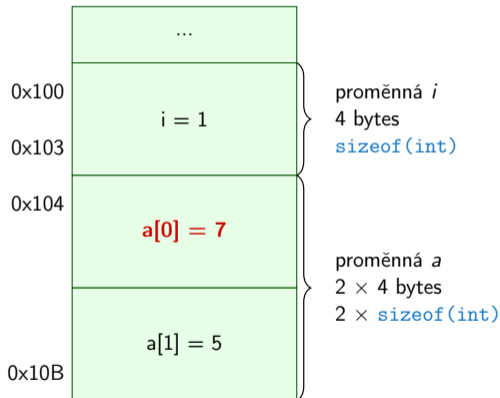 ...
0x100
i = 1
0x103
proměnná i
4 bytes
sizeof(int)
0x104
a[0] = 7
proměnná a
2 × 4 bytes
2 × sizeof(int)
a[1] = 5
0x10B